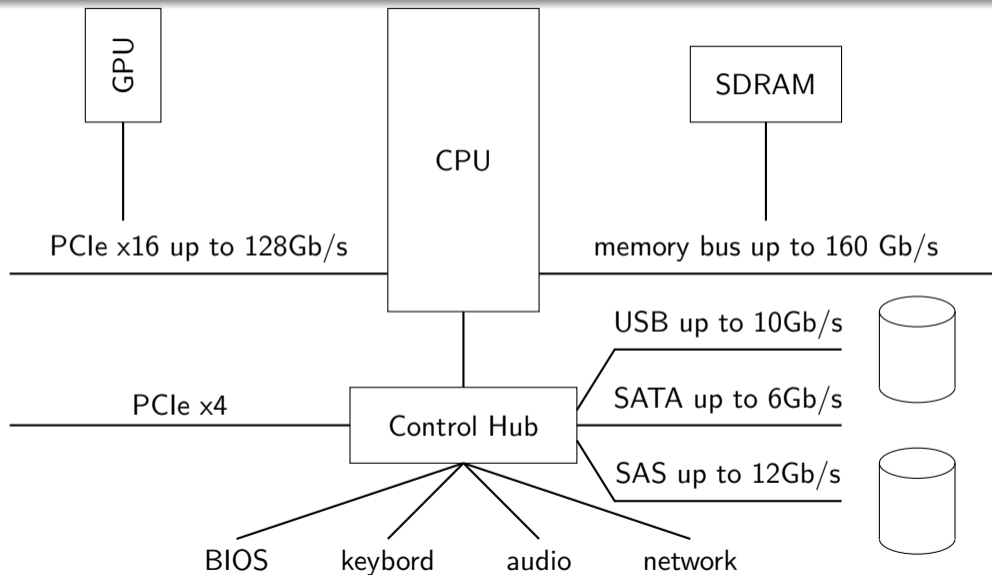 GPU
CPU
SDRAM
PCIe x16 up to 128Gb/s
memory bus up to 160 Gb/s
USB up to 10Gb/s
PCIe x4
SATA up to 6Gb/s
Control Hub
SAS up to 12Gb/s
BIOS
keybord
audio
network